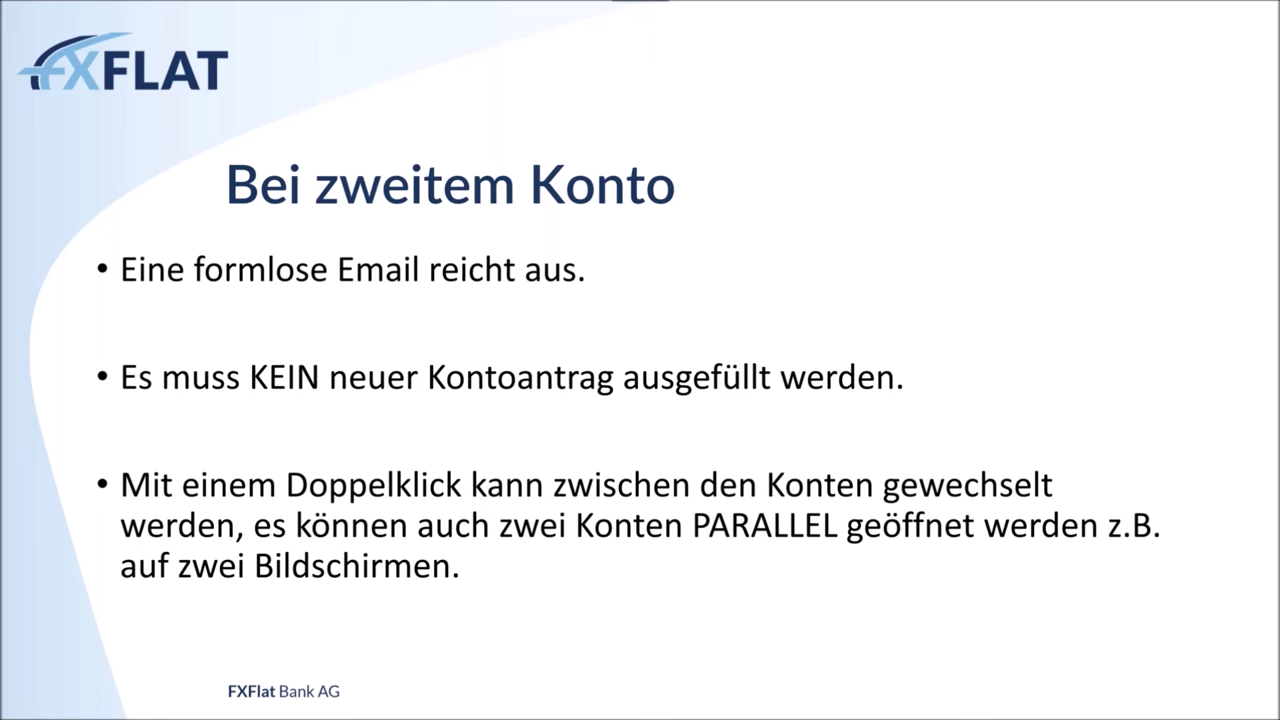 FXFLAT
Bei zweitem Konto
• Eine formlose Email reicht aus.
• Es muss KEIN neuer Kontoantrag ausgefüllt werden.
• Mit einem Doppelklick kann zwischen den Konten gewechselt
werden, es können auch zwei Konten PARALLEL geöffnet werden z.B.
auf zwei Bildschirmen.
FXFlat Bank AG